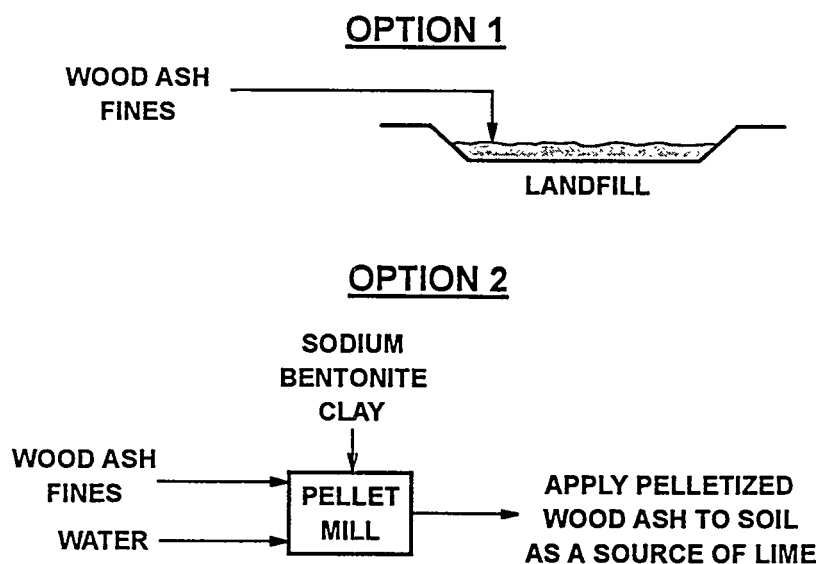 OPTION 1
WOOD ASH
FINES
LANDFILL
OPTION 2
SODIUM
BENTONITE
CLAY
WOOD ASH
FINES
WATER
PELLET
MILL
APPLY PELLETIZED
WOOD ASH TO SOIL
AS A SOURCE OF LIME